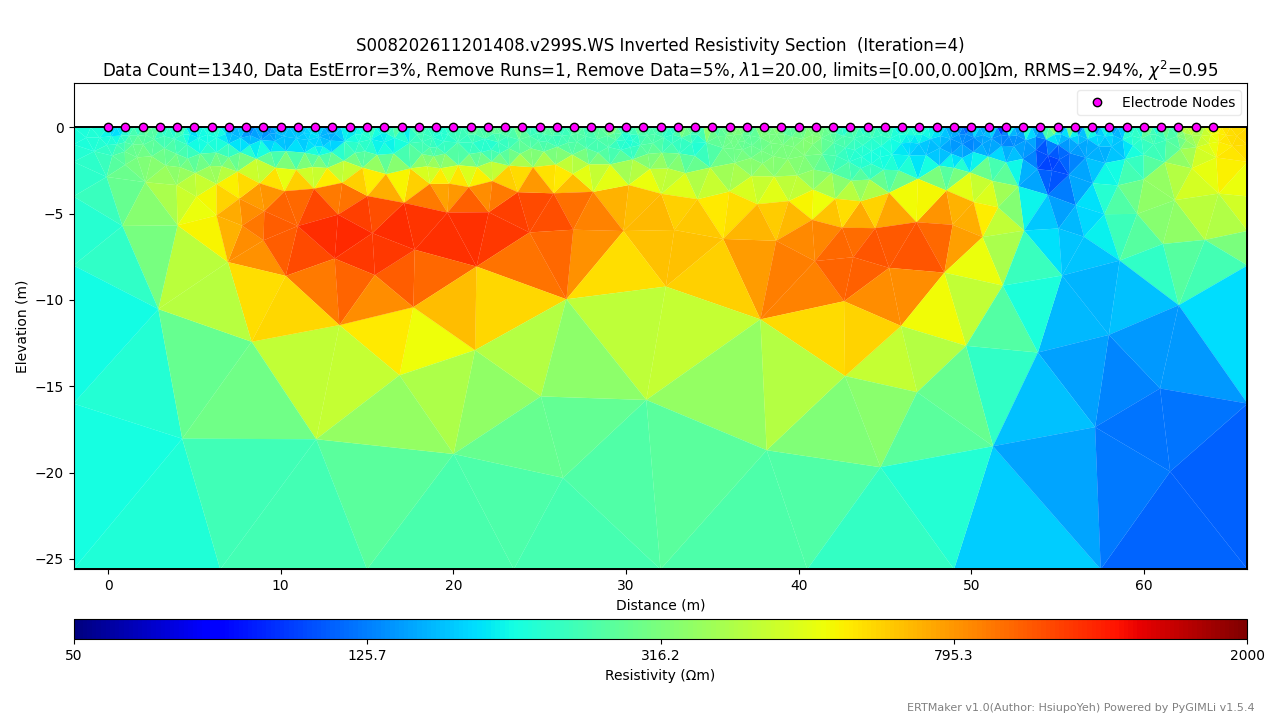 S008202611201408.v299S.WS Inverted Resistivity Section  (Iteration=4)
Data Count=1340, Data EstError=3%, Remove Runs=1, Remove Data=5%, λ1=20.00, limits=[0.00,0.00]Ωm, RRMS=2.94%, χ²=0.95
Electrode Nodes
0
−5
−10
−15
−20
−25
Elevation (m)
0 10 20 30 40 50 60
Distance (m)
50 125.7 316.2 795.3 2000
Resistivity (Ωm)
ERTMaker v1.0(Author: HsiupoYeh) Powered by PyGIMLi v1.5.4